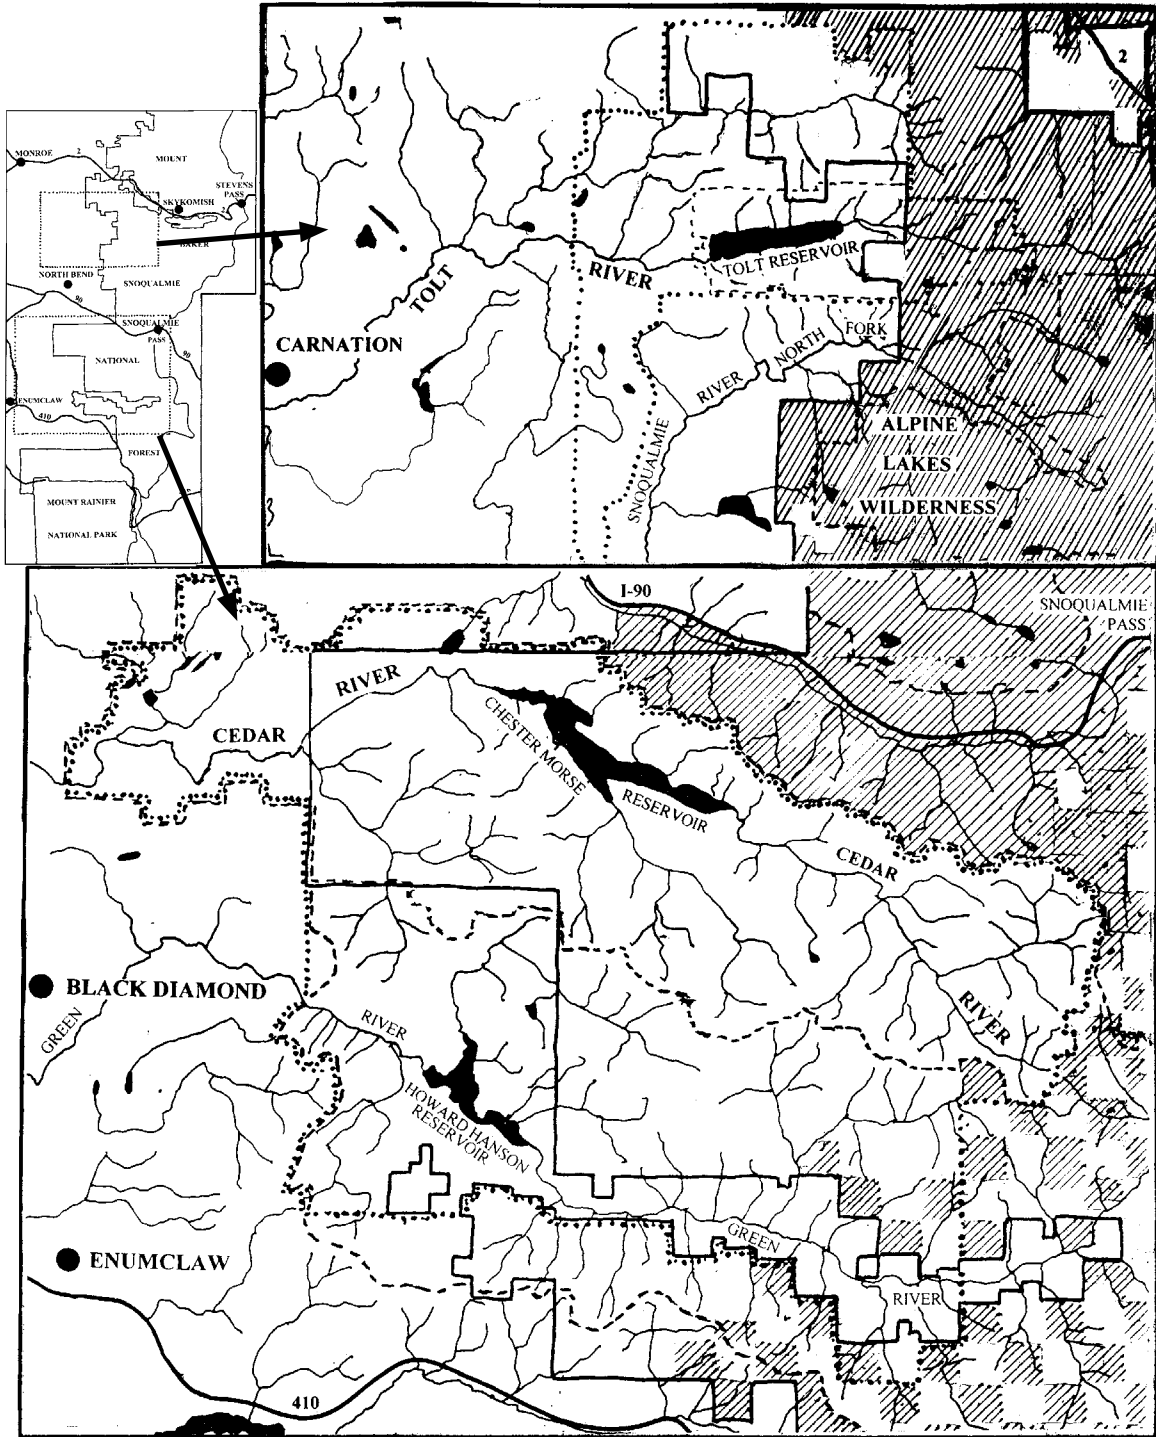 MONROE
2
MOUNT
STEVENS
PASS
SKYKOMISH
BAKER
NORTH BEND
SNOQUALMIE
90
SNOQUALMIE
PASS
NATIONAL
90
ENUMCLAW
410
FOREST
MOUNT RAINIER
NATIONAL PARK
2
TOLT RESERVOIR
TOLT
RIVER
CARNATION
SNOQUALMIE
RIVER
NORTH
FORK
ALPINE
LAKES
WILDERNESS
I-90
SNOQUALMIE
PASS
RIVER
CEDAR
CHESTER MORSE
RESERVOIR
CEDAR
RIVER
BLACK DIAMOND
GREEN
RIVER
HOWARD HANSON
RESERVOIR
GREEN
RIVER
ENUMCLAW
410